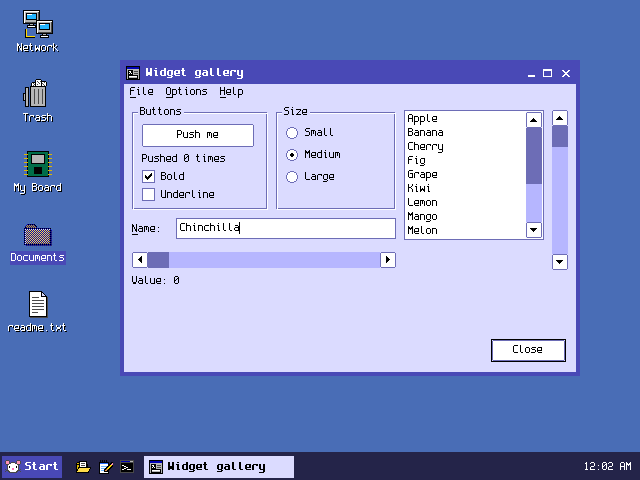 Network
Trash
My Board
Documents
readme.txt
Widget gallery
File Options Help
Buttons
Push me
Pushed 0 times
Bold
Underline
Size
Small
Medium
Large
Apple
Banana
Cherry
Fig
Grape
Kiwi
Lemon
Mango
Melon
Name: Chinchilla
Value: 0
Close
Start
Widget gallery
12:02 AM